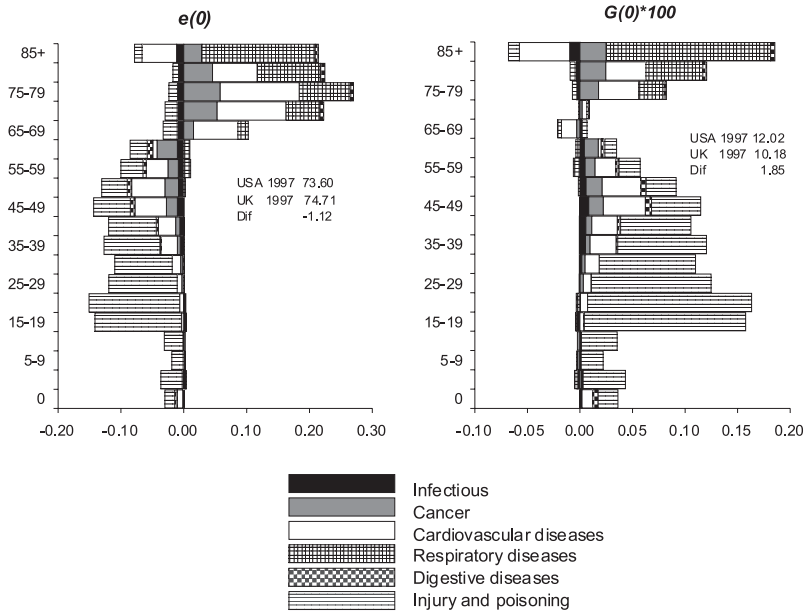 e(0)
85+
75-79
65-69
55-59
45-49
35-39
25-29
15-19
5-9
0
-0.20 -0.10 0.00 0.10 0.20 0.30
USA 1997 73.60
UK 1997 74.71
Dif -1.12
G(0)*100
85+
75-79
65-69
55-59
45-49
35-39
25-29
15-19
5-9
0
-0.10 -0.05 0.00 0.05 0.10 0.15 0.20
USA 1997 12.02
UK 1997 10.18
Dif 1.85
Infectious
Cancer
Cardiovascular diseases
Respiratory diseases
Digestive diseases
Injury and poisoning